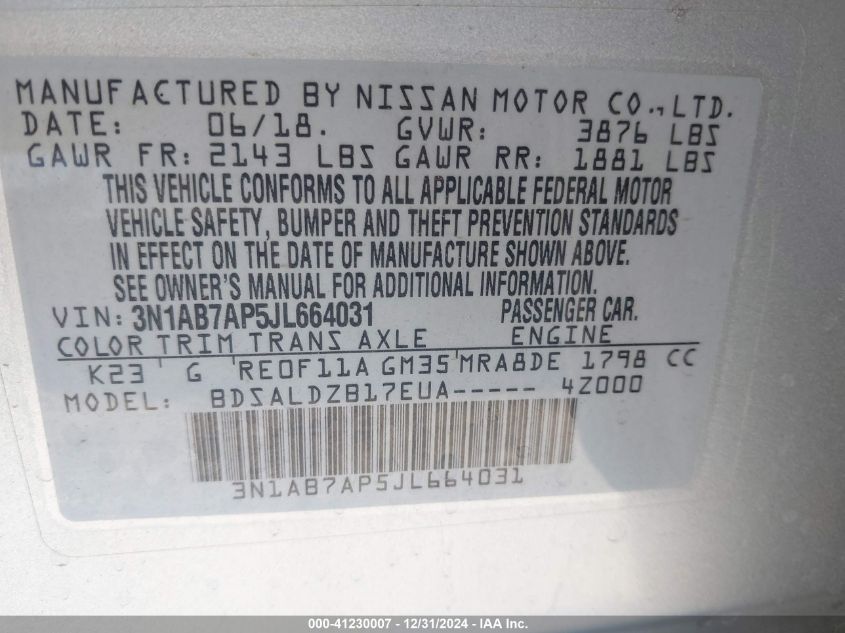 MANUFACTURED BY NISSAN MOTOR CO., LTD.
DATE: 06/18. GVWR: 3876 LBS
GAWR FR: 2143 LBS GAWR RR: 1881 LBS
THIS VEHICLE CONFORMS TO ALL APPLICABLE FEDERAL MOTOR
VEHICLE SAFETY, BUMPER AND THEFT PREVENTION STANDARDS
IN EFFECT ON THE DATE OF MANUFACTURE SHOWN ABOVE.
SEE OWNER'S MANUAL FOR ADDITIONAL INFORMATION.
VIN: 3N1AB7AP5JL664031 PASSENGER CAR.
COLOR TRIM TRANS AXLE ENGINE
K23 G RE0F11A GM35 MRA8DE 1798 CC
MODEL: BDSALDZB17EUA----- 4Z000
3N1AB7AP5JL664031
000-41230007 - 12/31/2024 - IAA Inc.